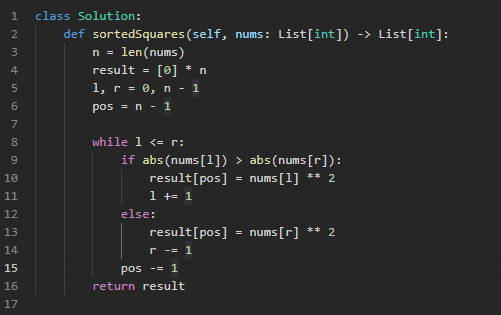 1 class Solution:
2     def sortedSquares(self, nums: List[int]) -> List[int]:
3         n = len(nums)
4         result = [0] * n
5         l, r = 0, n - 1
6         pos = n - 1
7
8         while l <= r:
9             if abs(nums[l]) > abs(nums[r]):
10                 result[pos] = nums[l] ** 2
11                 l += 1
12             else:
13                 result[pos] = nums[r] ** 2
14                 r -= 1
15             pos -= 1
16         return result
17